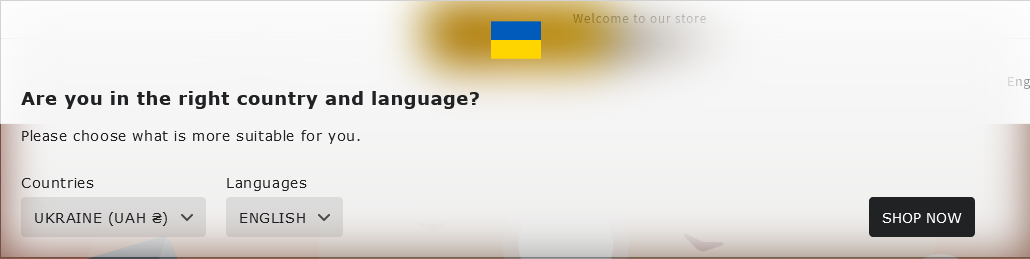 Welcome to our store
Eng
Are you in the right country and language?
Please choose what is more suitable for you.
Countries
Languages
UKRAINE (UAH ₴)
ENGLISH
SHOP NOW